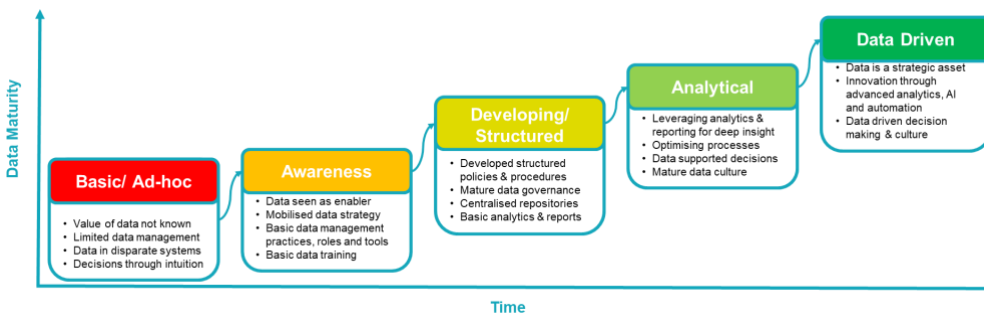 Data Maturity
Basic/ Ad-hoc
• Value of data not known
• Limited data management
• Data in disparate systems
• Decisions through intuition
Awareness
• Data seen as enabler
• Mobilised data strategy
• Basic data management
practices, roles and tools
• Basic data training
Developing/
Structured
• Developed structured
policies & procedures
• Mature data governance
• Centralised repositories
• Basic analytics & reports
Analytical
• Leveraging analytics &
reporting for deep insight
• Optimising processes
• Data supported decisions
• Mature data culture
Data Driven
• Data is a strategic asset
• Innovation through
advanced analytics, AI
and automation
• Data driven decision
making & culture
Time